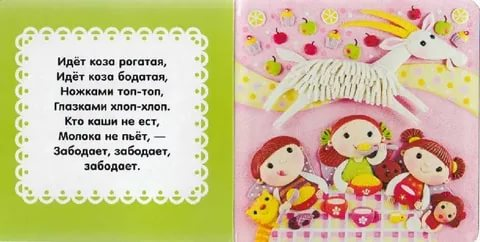 Идёт коза рогатая,
Идёт коза бодатая,
Ножками топ-топ,
Глазками хлоп-хлоп.
Кто каши не ест,
Молока не пьёт, —
Забодает, забодает,
забодает.